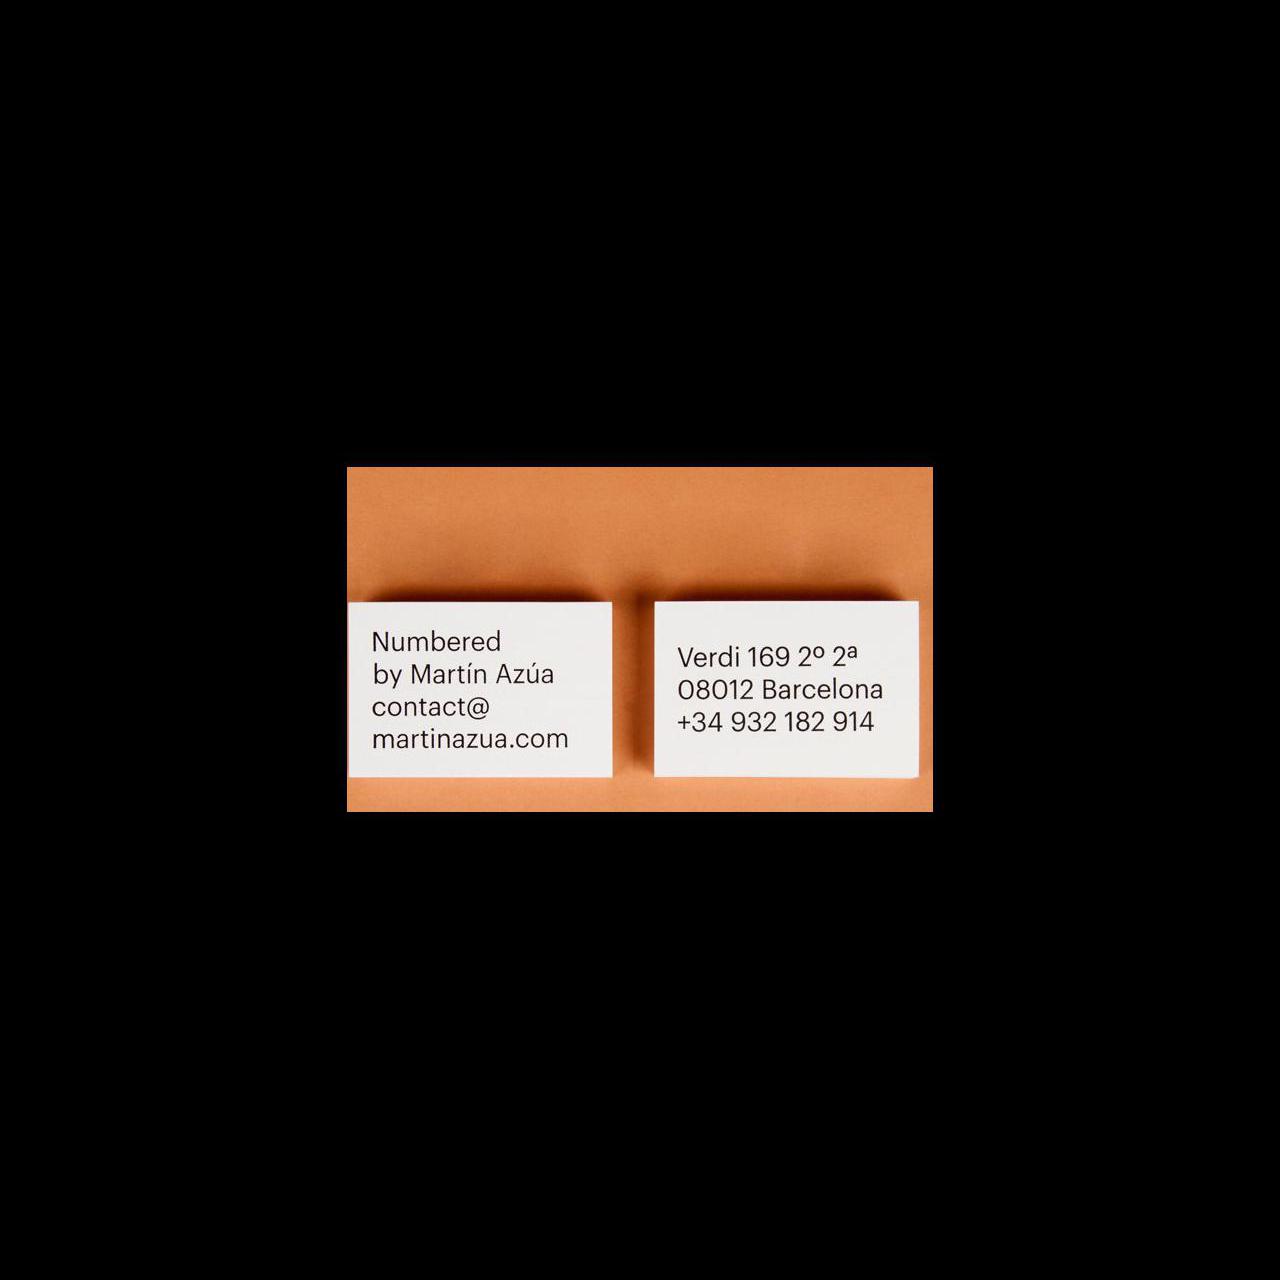 Numbered
by Martín Azúa
contact@
martinazua.com
Verdi 169 2º 2ª
08012 Barcelona
+34 932 182 914